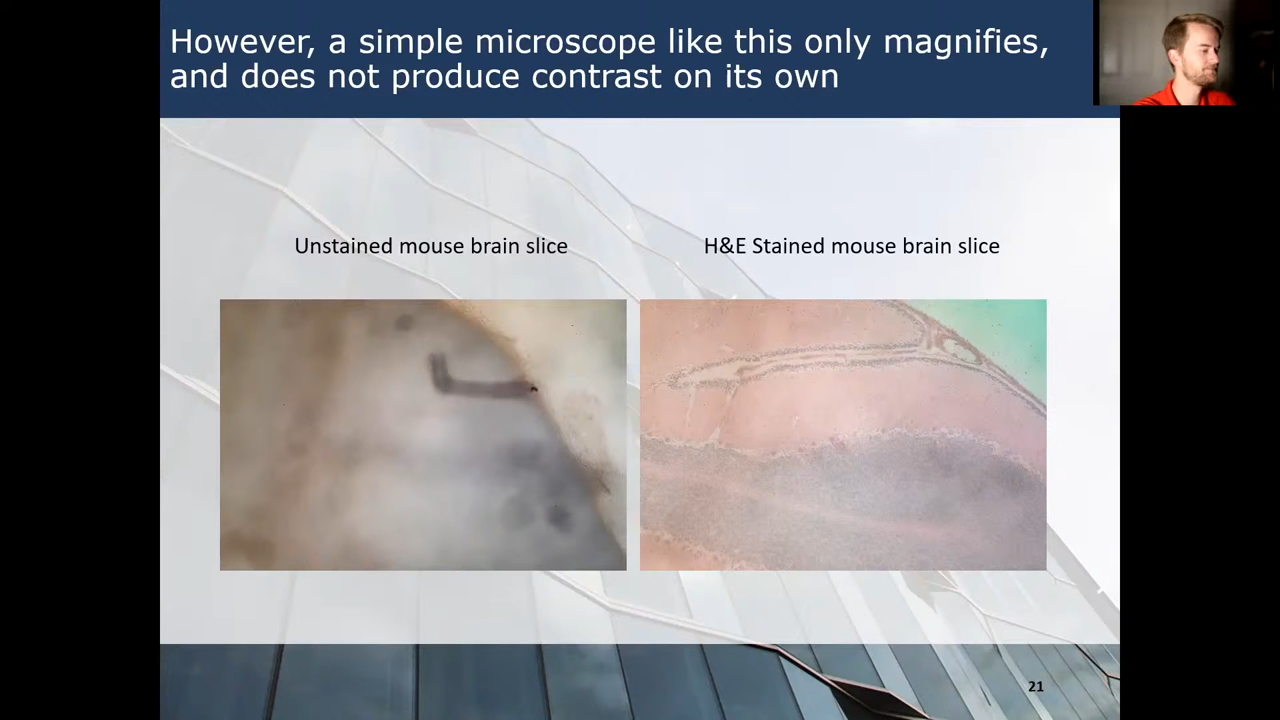 However, a simple microscope like this only magnifies,
and does not produce contrast on its own
Unstained mouse brain slice
H&E Stained mouse brain slice
21